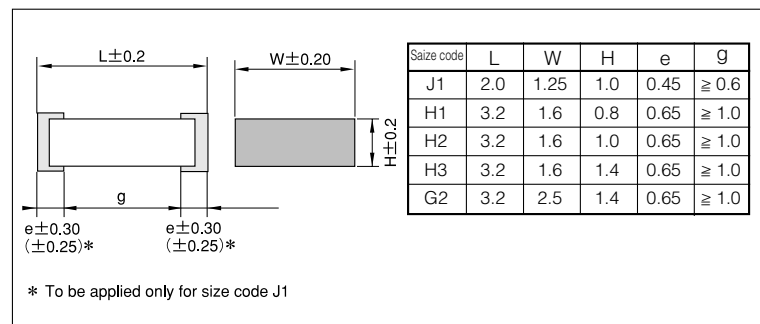 L±0.2
W±0.20
H±0.2
g
e±0.30
(±0.25)*
e±0.30
(±0.25)*
* To be applied only for size code J1
Saize code L W H e g
J1 2.0 1.25 1.0 0.45 ≧ 0.6
H1 3.2 1.6 0.8 0.65 ≧ 1.0
H2 3.2 1.6 1.0 0.65 ≧ 1.0
H3 3.2 1.6 1.4 0.65 ≧ 1.0
G2 3.2 2.5 1.4 0.65 ≧ 1.0